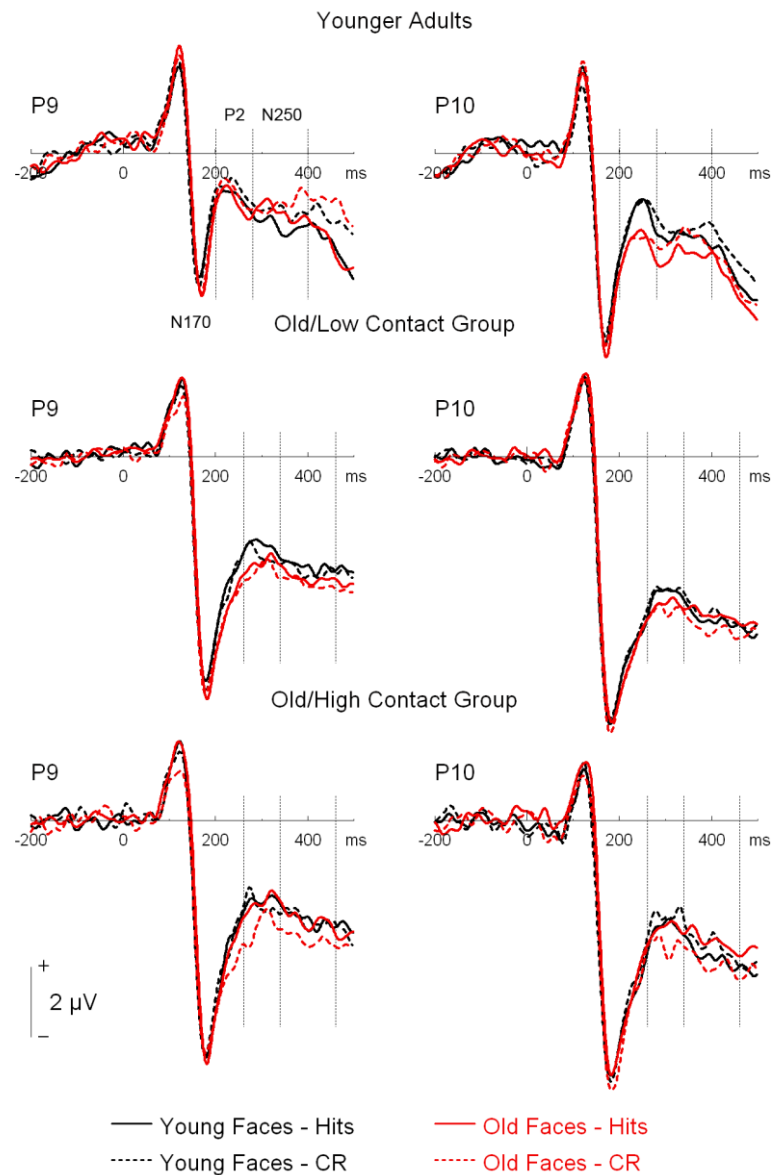 Younger Adults
P9 P10
P2 N250
-200 0 200 400 ms -200 0 200 400 ms
N170
Old/Low Contact Group
P9 P10
-200 0 200 400 ms -200 0 200 400 ms
Old/High Contact Group
P9 P10
-200 0 200 400 ms -200 0 200 400 ms
+
2 µV
–
Young Faces - Hits Old Faces - Hits
Young Faces - CR Old Faces - CR